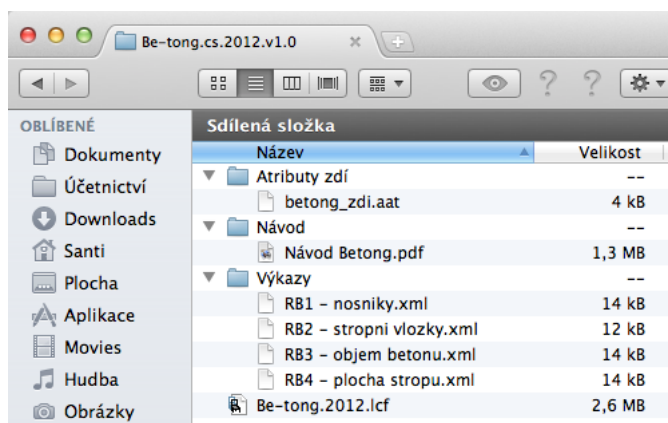 Be-tong.cs.2012.v1.0
OBLÍBENÉ
Dokumenty
Účetnictví
Downloads
Santi
Plocha
Aplikace
Movies
Hudba
Obrázky
Sdílená složka
Název Velikost
Atributy zdí --
betong_zdi.aat 4 kB
Návod --
Návod Betong.pdf 1,3 MB
Výkazy --
RB1 - nosniky.xml 14 kB
RB2 - stropni vlozky.xml 12 kB
RB3 - objem betonu.xml 14 kB
RB4 - plocha stropu.xml 14 kB
Be-tong.2012.lcf 2,6 MB